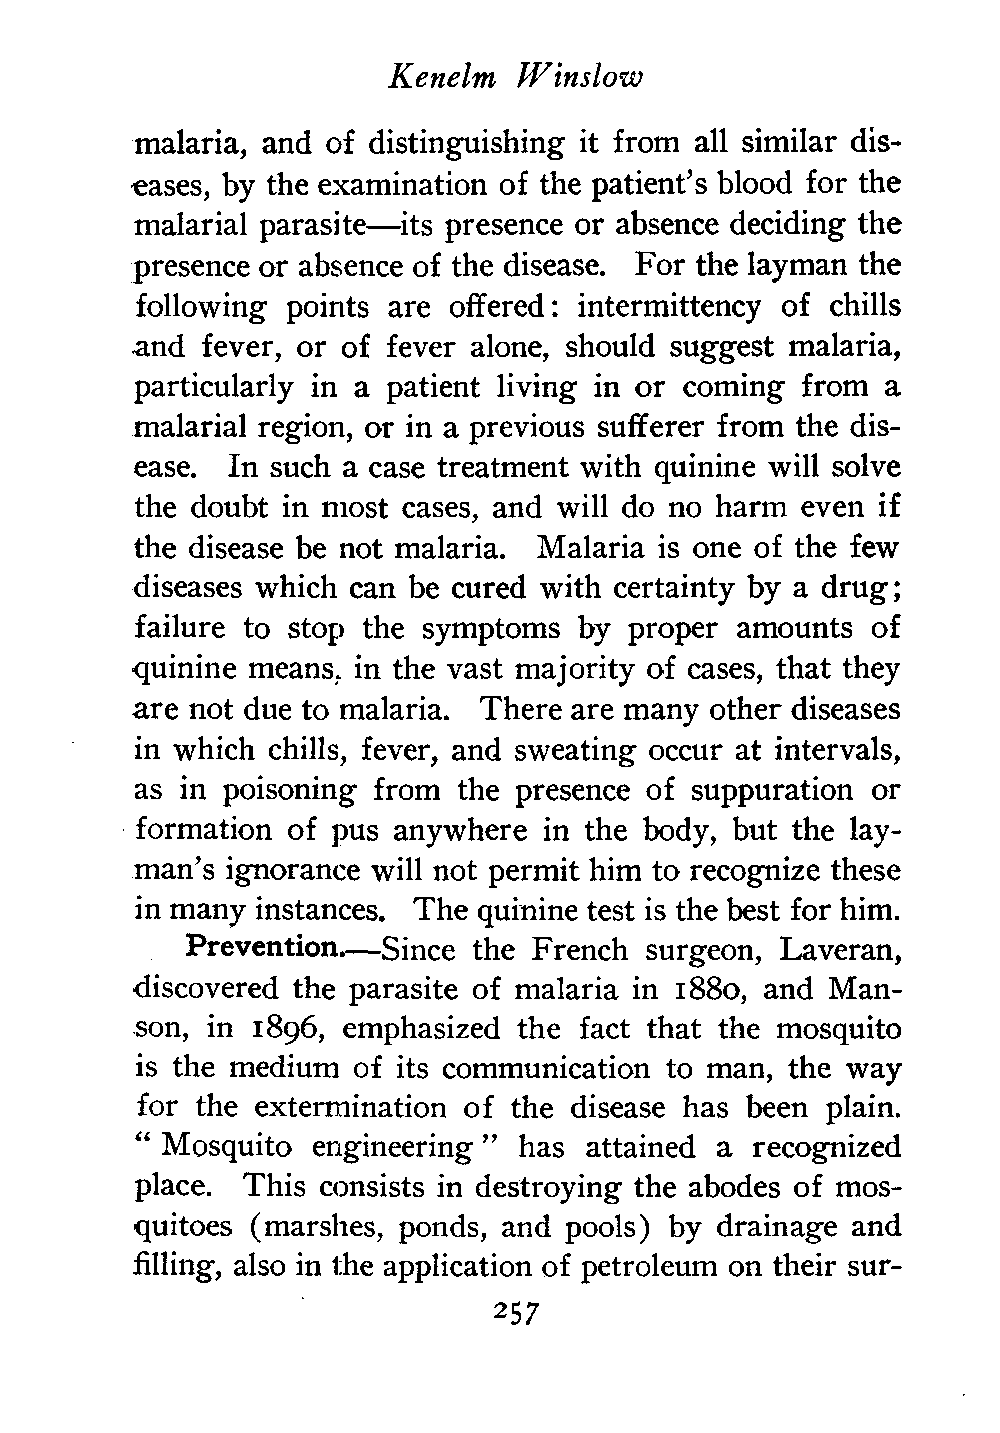 Kenelm Winslow
malaria, and of distinguishing it from all similar dis-
eases, by the examination of the patient's blood for the
malarial parasite—its presence or absence deciding the
presence or absence of the disease. For the layman the
following points are offered: intermittency of chills
and fever, or of fever alone, should suggest malaria,
particularly in a patient living in or coming from a
malarial region, or in a previous sufferer from the dis-
ease. In such a case treatment with quinine will solve
the doubt in most cases, and will do no harm even if
the disease be not malaria. Malaria is one of the few
diseases which can be cured with certainty by a drug;
failure to stop the symptoms by proper amounts of
quinine means, in the vast majority of cases, that they
are not due to malaria. There are many other diseases
in which chills, fever, and sweating occur at intervals,
as in poisoning from the presence of suppuration or
formation of pus anywhere in the body, but the lay-
man's ignorance will not permit him to recognize these
in many instances. The quinine test is the best for him.
Prevention.—Since the French surgeon, Laveran,
discovered the parasite of malaria in 1880, and Man-
son, in 1896, emphasized the fact that the mosquito
is the medium of its communication to man, the way
for the extermination of the disease has been plain.
“ Mosquito engineering ” has attained a recognized
place. This consists in destroying the abodes of mos-
quitoes (marshes, ponds, and pools) by drainage and
filling, also in the application of petroleum on their sur-
257